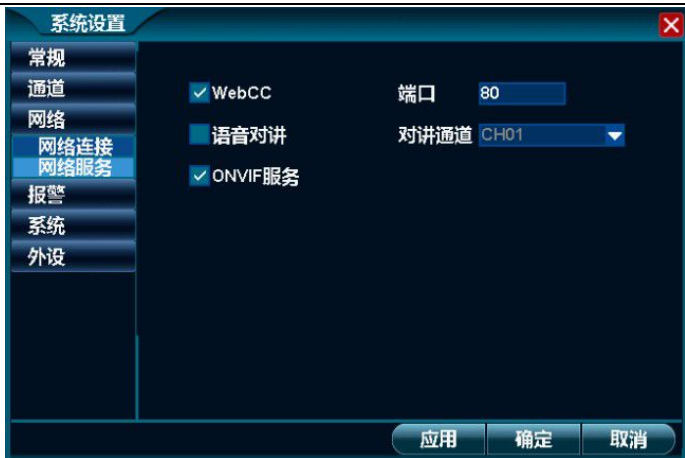 系统设置
常规
通道
网络
网络连接
网络服务
报警
系统
外设
WebCC 端口 80
语音对讲 对讲通道 CH01
ONVIF服务
应用 确定 取消